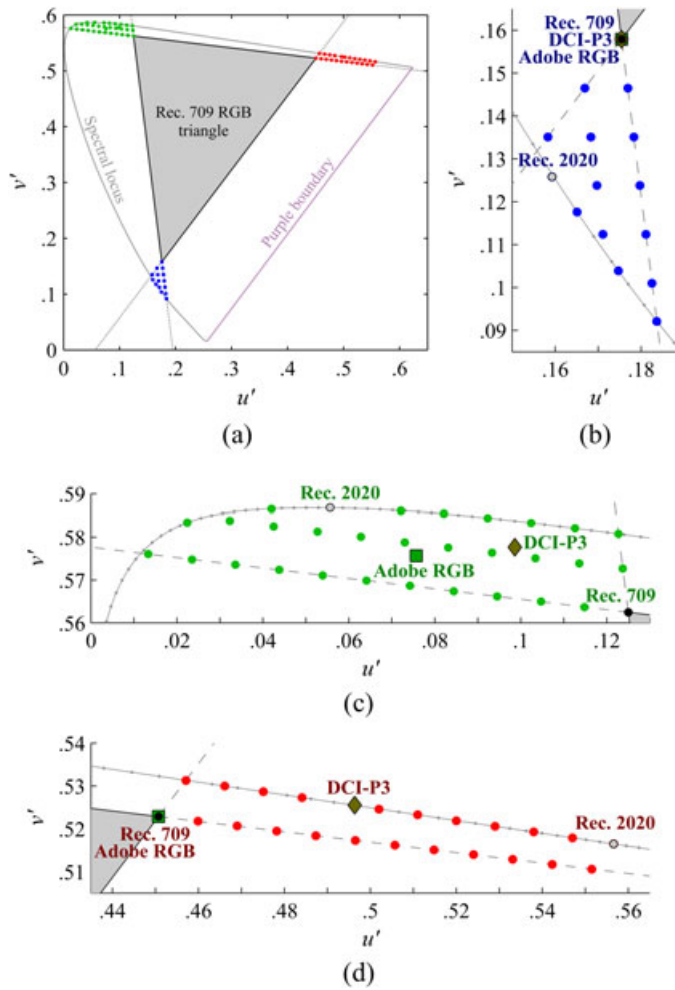 .6
.5
.4
.3
.2
.1
0
v'
Rec. 709 RGB
triangle
Spectral locus
Purple boundary
0 .1 .2 .3 .4 .5 .6
u'
(a)
.16
.15
.14
.13
.12
.11
.1
.09
v'
Rec. 709
DCI-P3
Adobe RGB
Rec. 2020
.16 .18
u'
(b)
.59
.58
.57
.56
v'
Rec. 2020
DCI-P3
Adobe RGB
Rec. 709
0 .02 .04 .06 .08 .1 .12
u'
(c)
.54
.53
.52
.51
v'
DCI-P3
Rec. 709
Adobe RGB
Rec. 2020
.44 .46 .48 .5 .52 .54 .56
u'
(d)